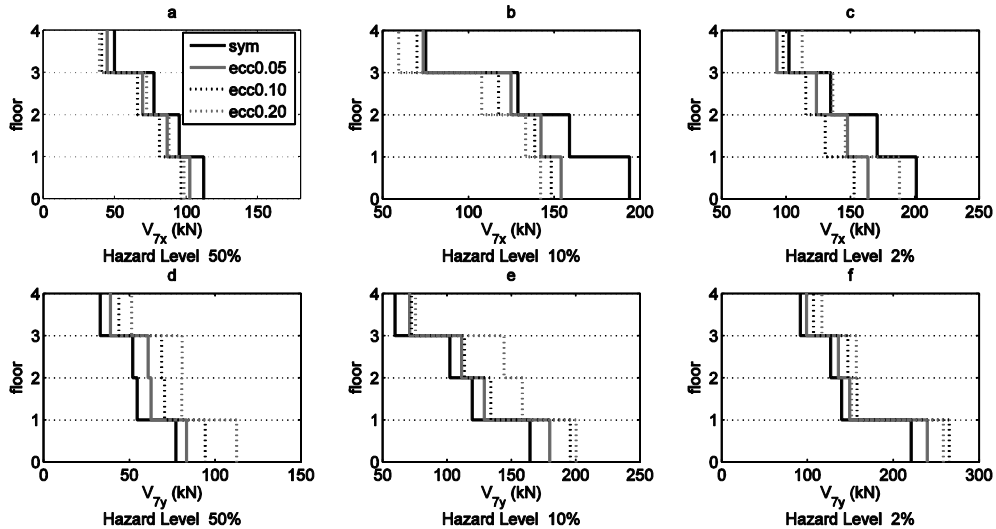 a
4
3
2
1
0
floor
0
50
100
150
V7x (kN)
Hazard Level 50%
sym
ecc0.05
ecc0.10
ecc0.20
b
4
3
2
1
0
floor
50
100
150
200
V7x (kN)
Hazard Level 10%
c
4
3
2
1
0
floor
50
100
150
200
250
V7x (kN)
Hazard Level 2%
d
4
3
2
1
0
floor
0
50
100
150
V7y (kN)
Hazard Level 50%
e
4
3
2
1
0
floor
50
100
150
200
250
V7y (kN)
Hazard Level 10%
f
4
3
2
1
0
floor
0
100
200
300
V7y (kN)
Hazard Level 2%